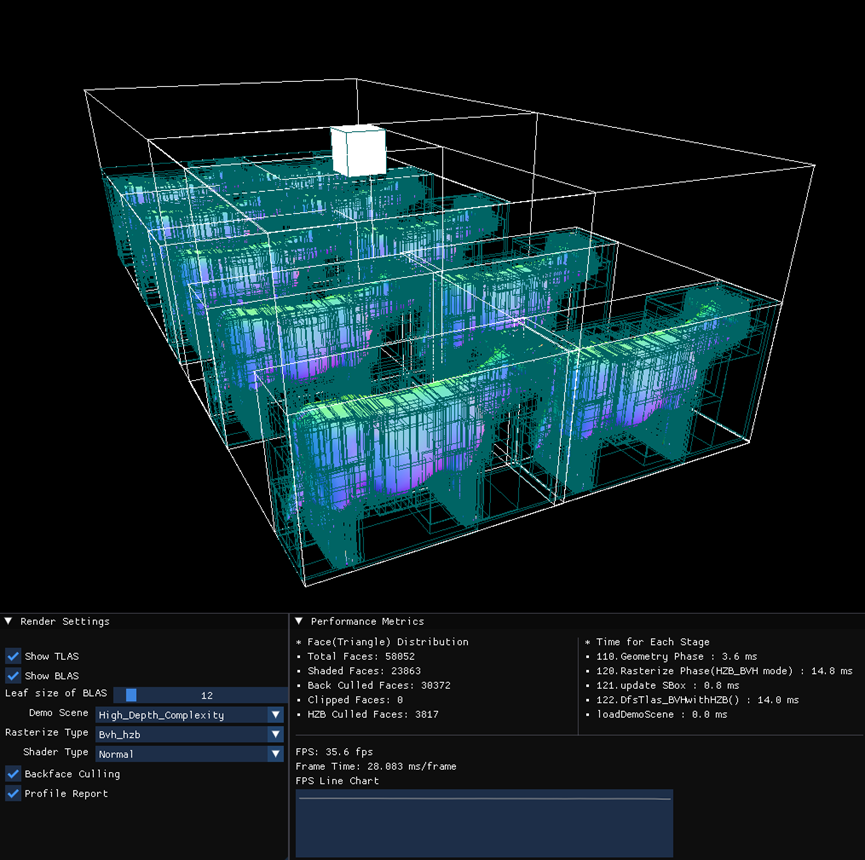 Render Settings
Show TLAS
Show BLAS
Leaf size of BLAS 12
Demo Scene High_Depth_Complexity
Rasterize Type Bvh_hzb
Shader Type Normal
Backface Culling
Profile Report
Performance Metrics
* Face(Triangle) Distribution
• Total Faces: 58052
• Shaded Faces: 23863
• Back Culled Faces: 30372
• Clipped Faces: 0
• HZB Culled Faces: 3817
* Time for Each Stage
• 110.Geometry Phase : 3.6 ms
• 120.Rasterize Phase(HZB_BVH mode) : 14.8 ms
• 121.update SBox : 0.8 ms
• 122.DfsTlas_BVHwithHZB() : 14.0 ms
• loadDemoScene : 0.0 ms
FPS: 35.6 fps
Frame Time: 28.083 ms/frame
FPS Line Chart